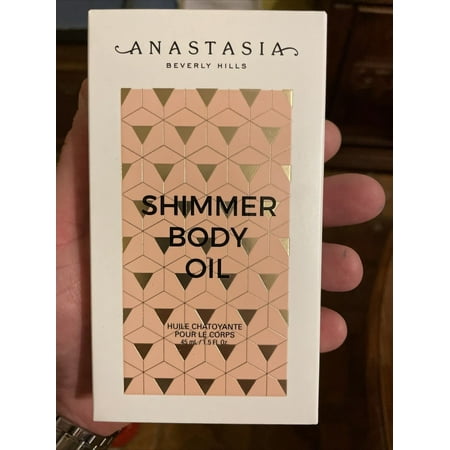 ANASTASIA
BEVERLY HILLS
SHIMMER
BODY
OIL
HUILE CHATOYANTE
POUR LE CORPS
45 mL / 1.5 Fl. Oz